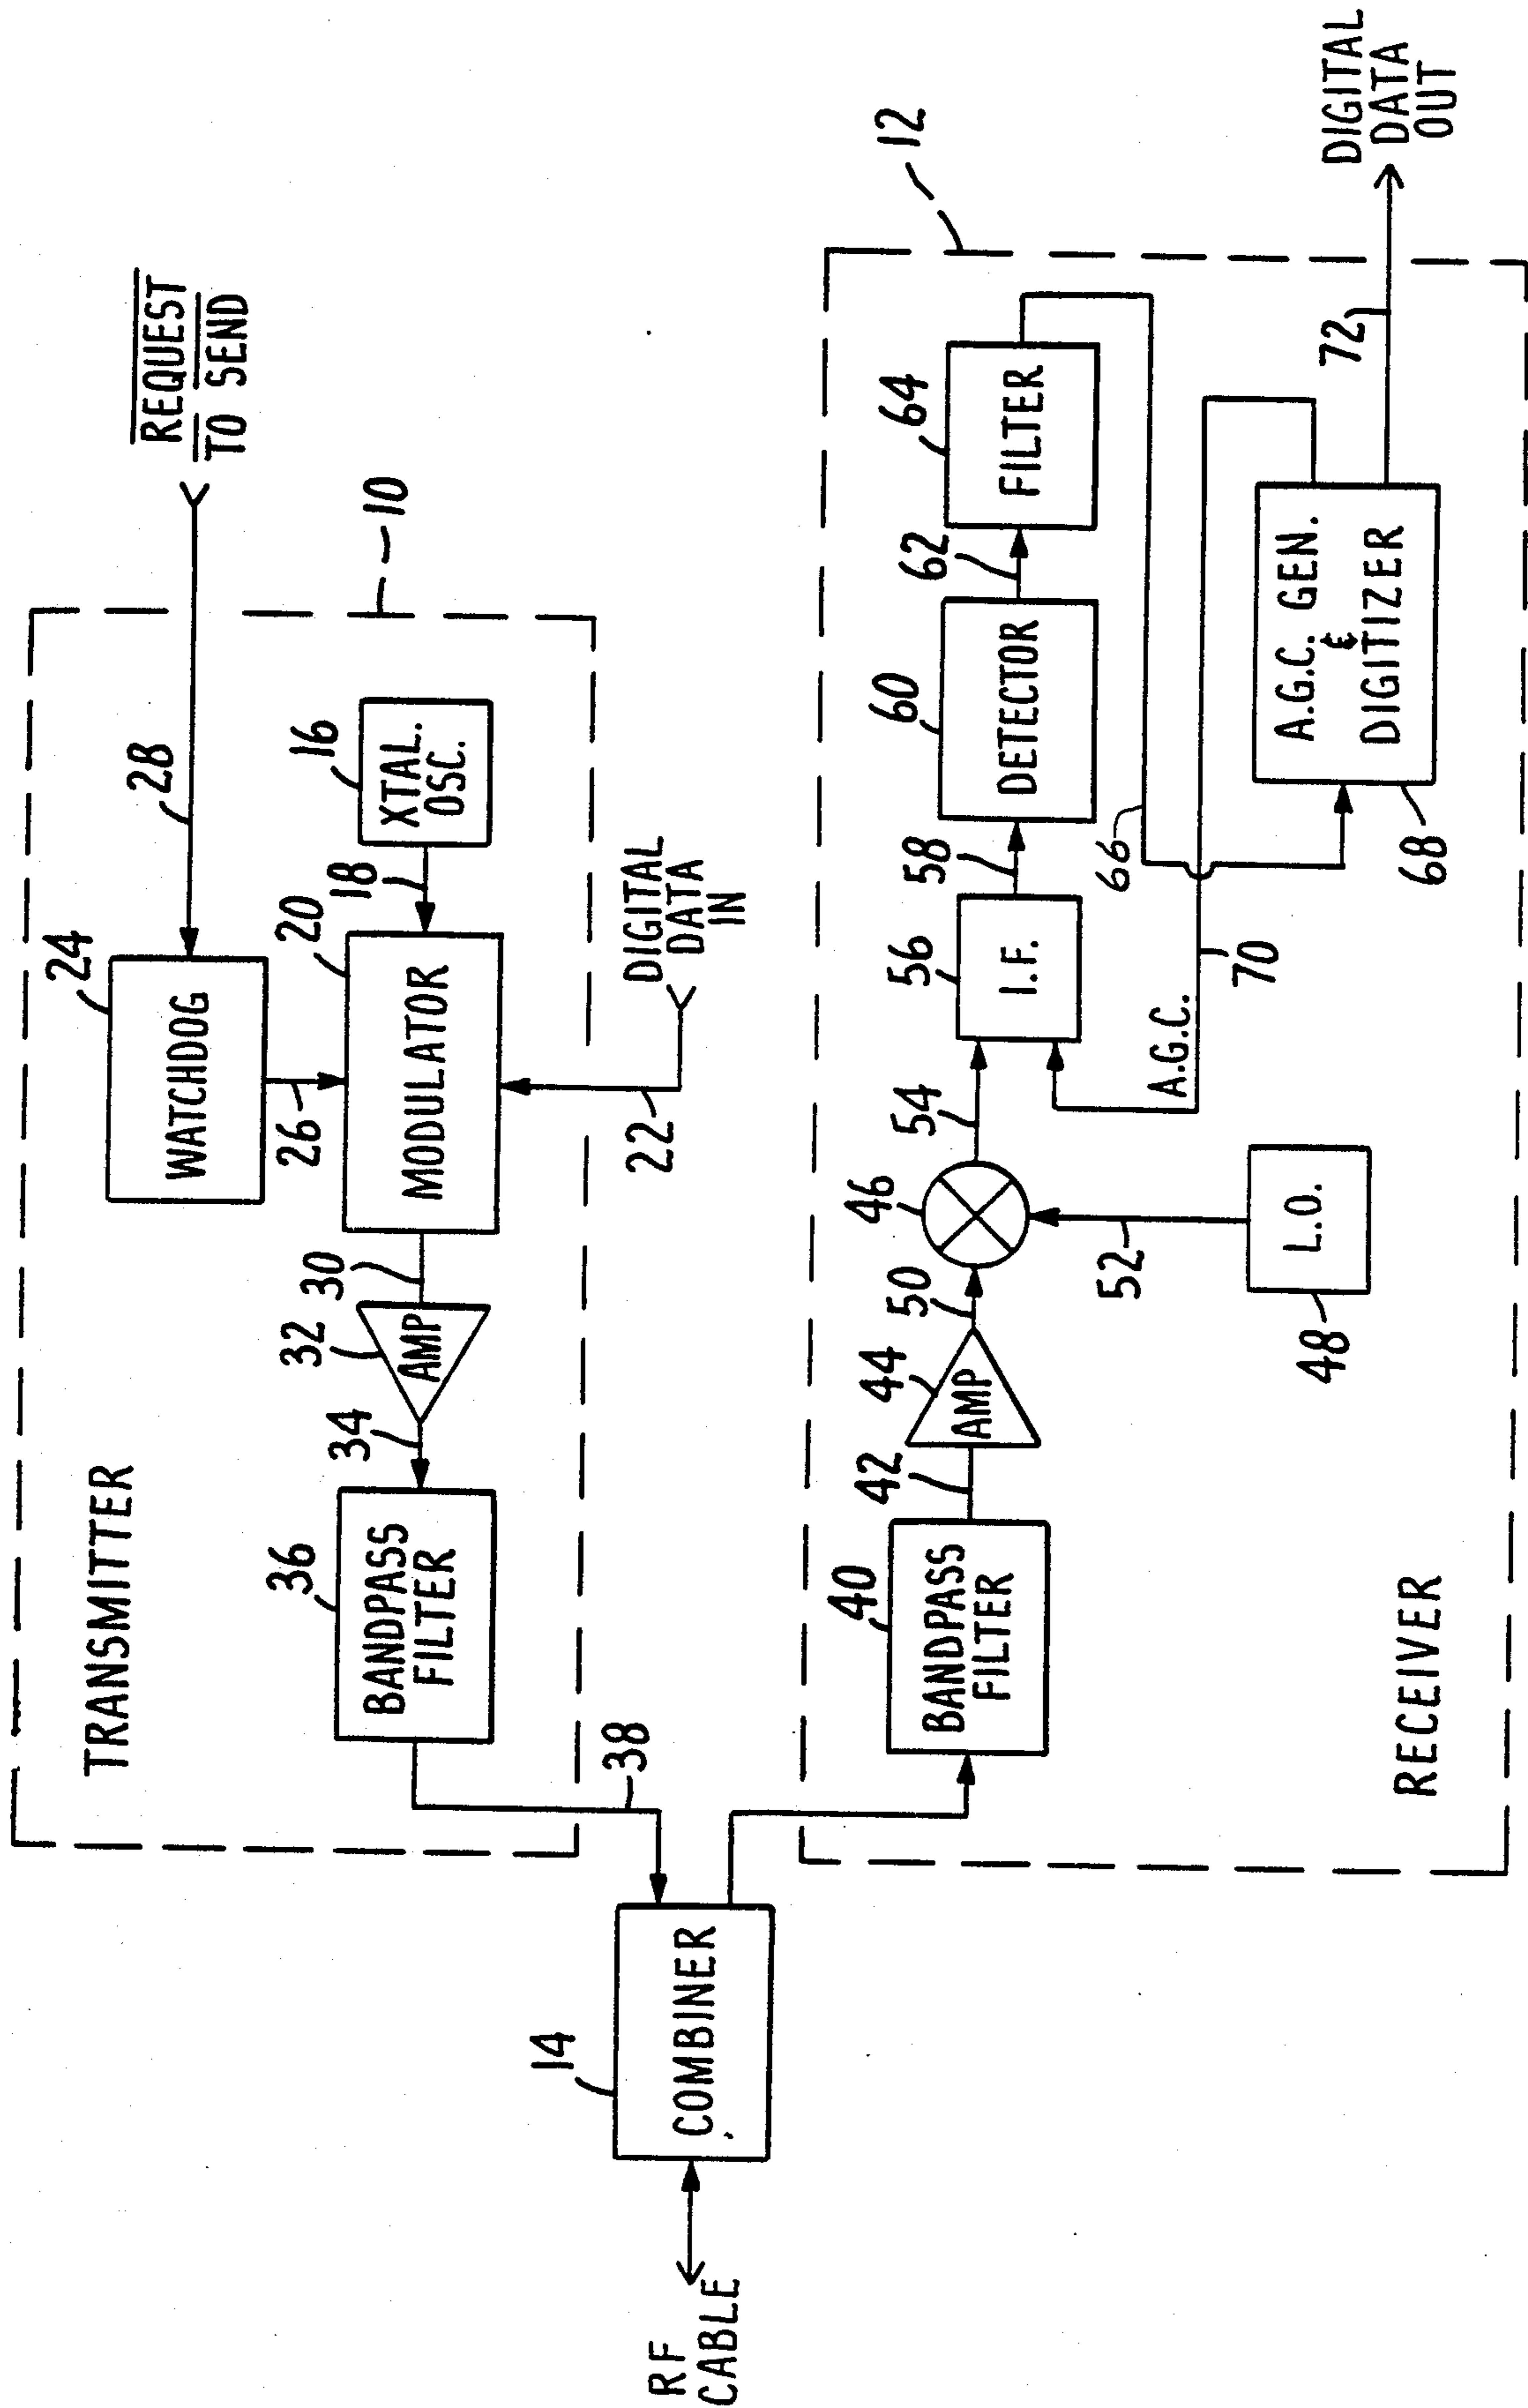 REQUEST
TO SEND
28
10
TRANSMITTER
24
WATCHDOG
26
16
XTAL.
OSC.
18
20
MODULATOR
30
32
AMP
34
36
BANDPASS
FILTER
38
22
DIGITAL
DATA
IN
14
COMBINER
RF
CABLE
12
40
BANDPASS
FILTER
42
44
AMP
50
46
54
56
I.F.
58
60
DETECTOR
62
64
FILTER
66
A.G.C.
70
52
L.O.
48
A.G.C. GEN.
&
DIGITIZER
68
72
DIGITAL
DATA
OUT
RECEIVER